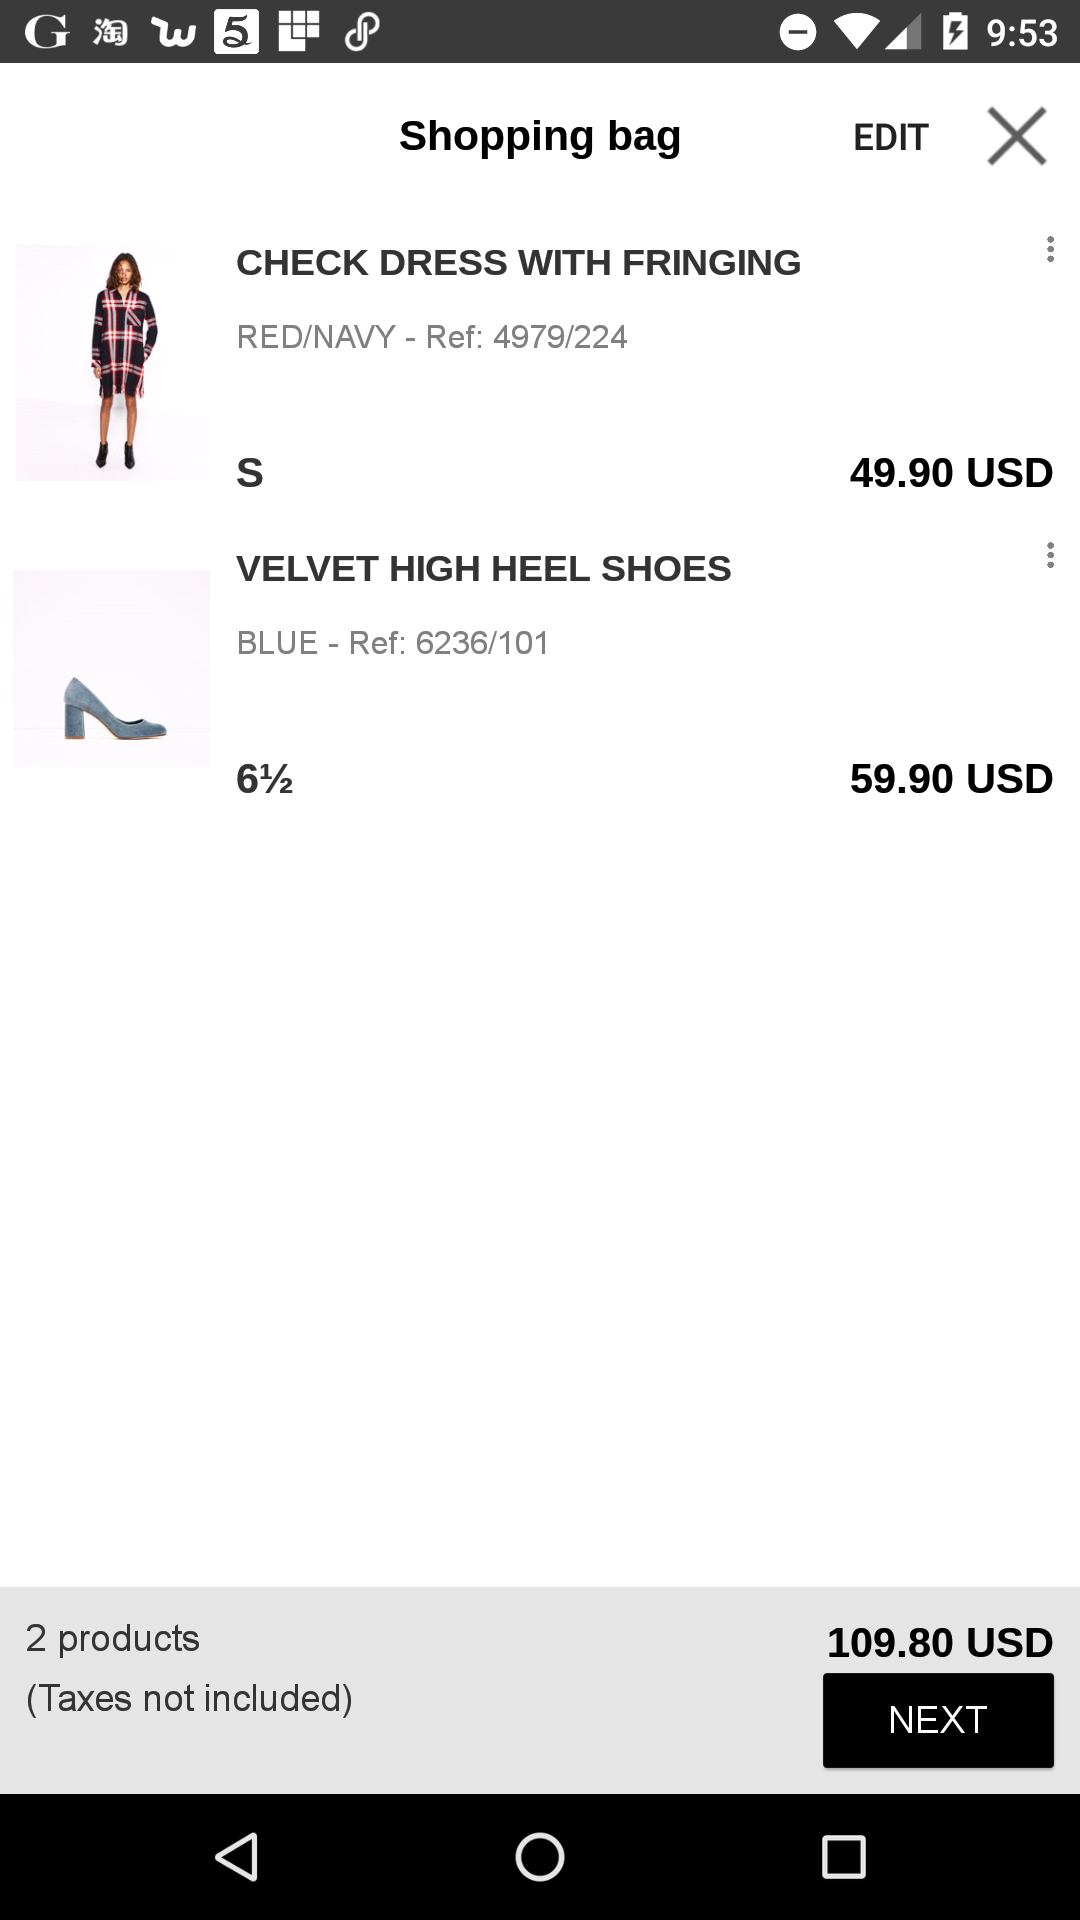 G 淘 w 5 9:53
Shopping bag EDIT
CHECK DRESS WITH FRINGING
RED/NAVY - Ref: 4979/224
S 49.90 USD
VELVET HIGH HEEL SHOES
BLUE - Ref: 6236/101
6½ 59.90 USD
2 products 109.80 USD
(Taxes not included)
NEXT